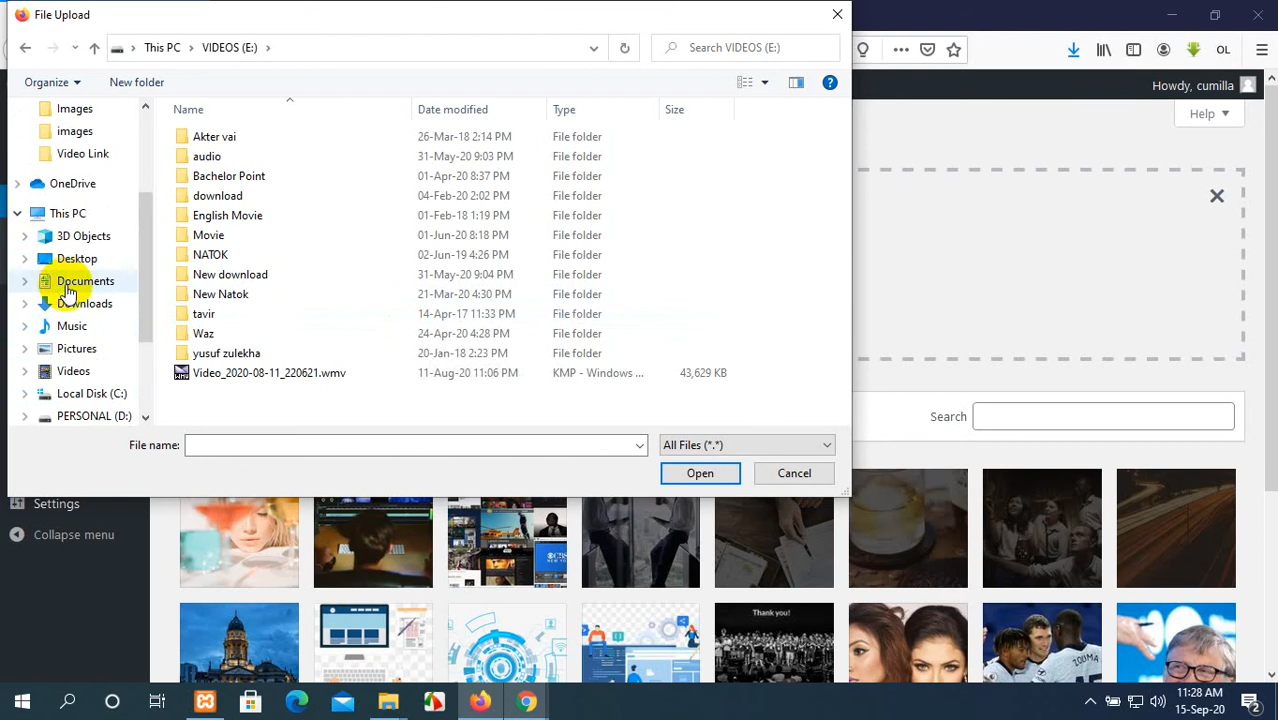 File Upload
This PC
VIDEOS (E:)
Search VIDEOS (E:)
Organize
New folder
OL
Howdy, cumilla
Help
Images
images
Video Link
OneDrive
This PC
3D Objects
Desktop
Documents
Downloads
Music
Pictures
Videos
Local Disk (C:)
PERSONAL (D:)
Name Date modified Type Size
Akter vai 26-Mar-18 2:14 PM File folder
audio 31-May-20 9:03 PM File folder
Bachelor Point 01-Apr-20 8:37 PM File folder
download 04-Feb-20 2:02 PM File folder
English Movie 01-Feb-18 1:19 PM File folder
Movie 01-Jun-20 8:18 PM File folder
NATOK 02-Jun-19 4:26 PM File folder
New download 31-May-20 9:04 PM File folder
New Natok 21-Mar-20 4:30 PM File folder
tavir 14-Apr-17 11:33 PM File folder
Waz 24-Apr-20 4:28 PM File folder
yusuf zulekha 20-Jan-18 2:23 PM File folder
Video_2020-08-11_220621.wmv 11-Aug-20 11:06 PM KMP - Windows ... 43,629 KB
File name:
All Files (*.*)
Open
Cancel
Search
Settings
Collapse menu
CBS
Thank you!
11:28 AM
15-Sep-20
2